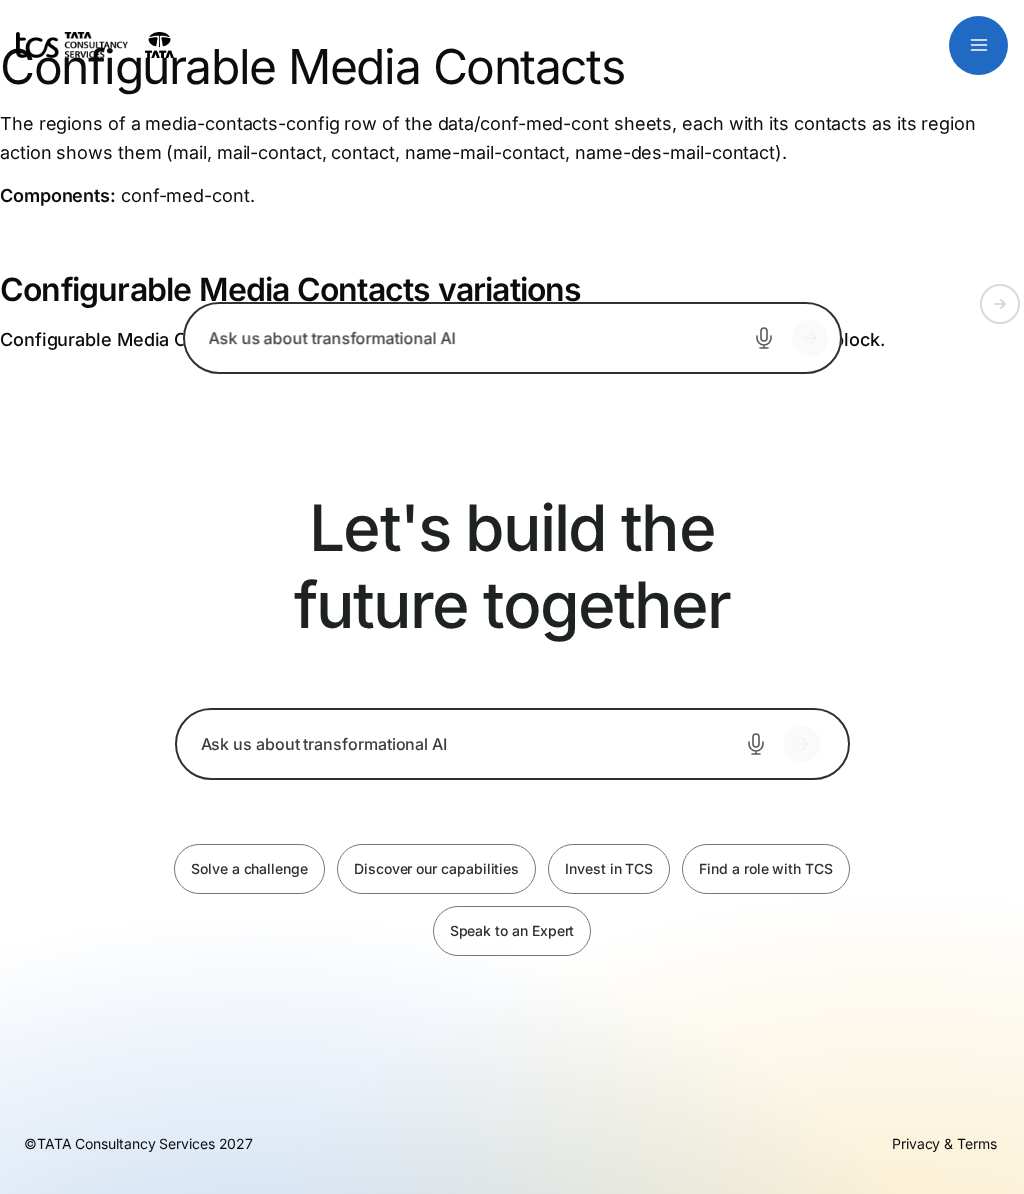 tcs TATA CONSULTANCY SERVICES TATA
Configurable Media Contacts
The regions of a media-contacts-config row of the data/conf-med-cont sheets, each with its contacts as its region
action shows them (mail, mail-contact, contact, name-mail-contact, name-des-mail-contact).
Components: conf-med-cont.
Configurable Media Contacts variations
Configurable Media C
block.
Ask us about transformational AI
Let's build the
future together
Ask us about transformational AI
Solve a challenge
Discover our capabilities
Invest in TCS
Find a role with TCS
Speak to an Expert
©TATA Consultancy Services 2027
Privacy & Terms